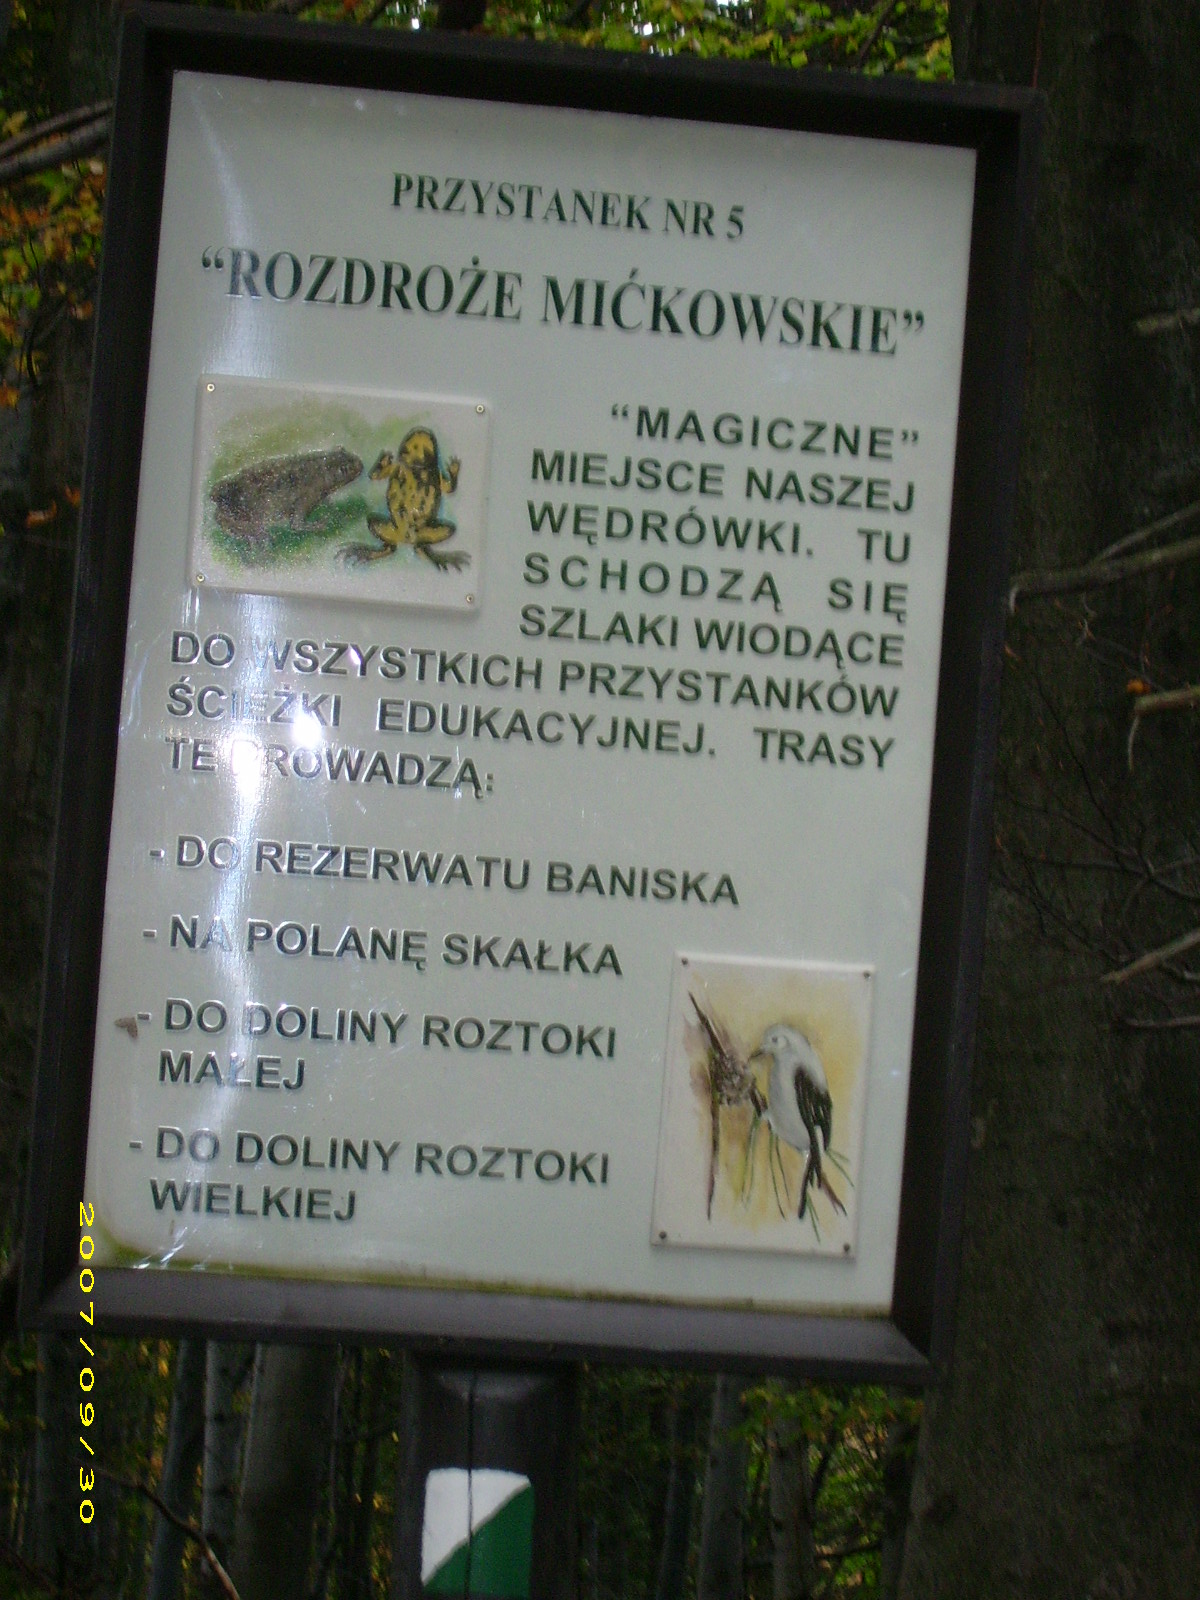 PRZYSTANEK NR 5
“ROZDROŻE MIĆKOWSKIE”
“MAGICZNE”
MIEJSCE NASZEJ
WĘDRÓWKI. TU
SCHODZĄ SIĘ
SZLAKI WIODĄCE
DO WSZYSTKICH PRZYSTANKÓW
ŚCIEŻKI EDUKACYJNEJ. TRASY
TE PROWADZĄ:
- DO REZERWATU BANISKA
- NA POLANĘ SKAŁKA
- DO DOLINY ROZTOKI
MAŁEJ
- DO DOLINY ROZTOKI
WIELKIEJ
2007/09/30